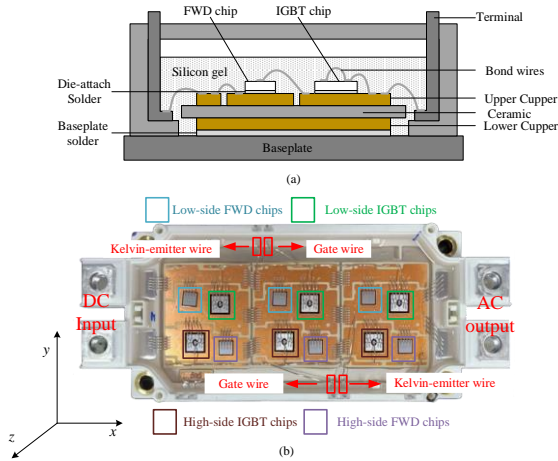 FWD chip IGBT chip Terminal
Silicon gel Bond wires
Die-attach
Solder
Upper Cupper
Ceramic
Baseplate
solder
Lower Cupper
Baseplate
(a)
Low-side FWD chips Low-side IGBT chips
Kelvin-emitter wire Gate wire
DC
Input
AC
output
Gate wire Kelvin-emitter wire
High-side IGBT chips High-side FWD chips
y
x
z
(b)